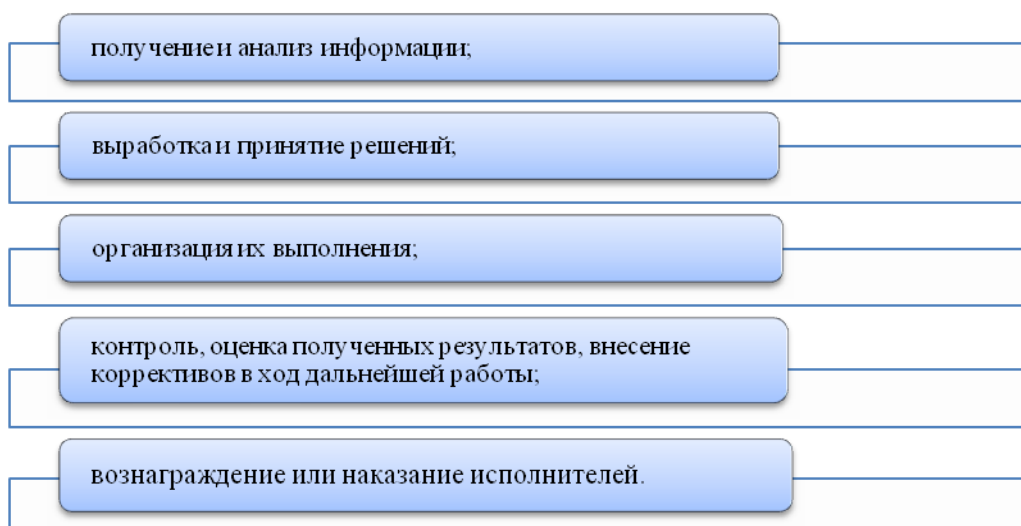 получение и анализ информации;
выработка и принятие решений;
организация их выполнения;
контроль, оценка полученных результатов, внесение
коррективов в ход дальнейшей работы;
вознаграждение или наказание исполнителей.